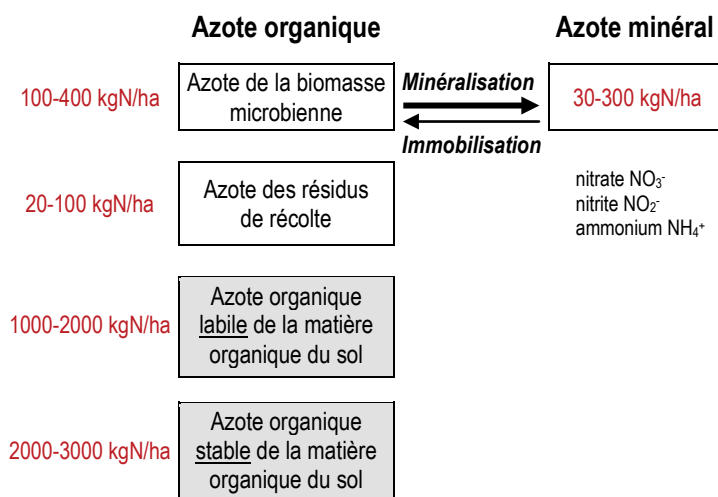 Azote organique
Azote minéral
100-400 kgN/ha
Azote de la biomasse
microbienne
Minéralisation
Immobilisation
30-300 kgN/ha
20-100 kgN/ha
Azote des résidus
de récolte
nitrate NO₃⁻
nitrite NO₂⁻
ammonium NH₄⁺
1000-2000 kgN/ha
Azote organique
labile de la matière
organique du sol
2000-3000 kgN/ha
Azote organique
stable de la matière
organique du sol